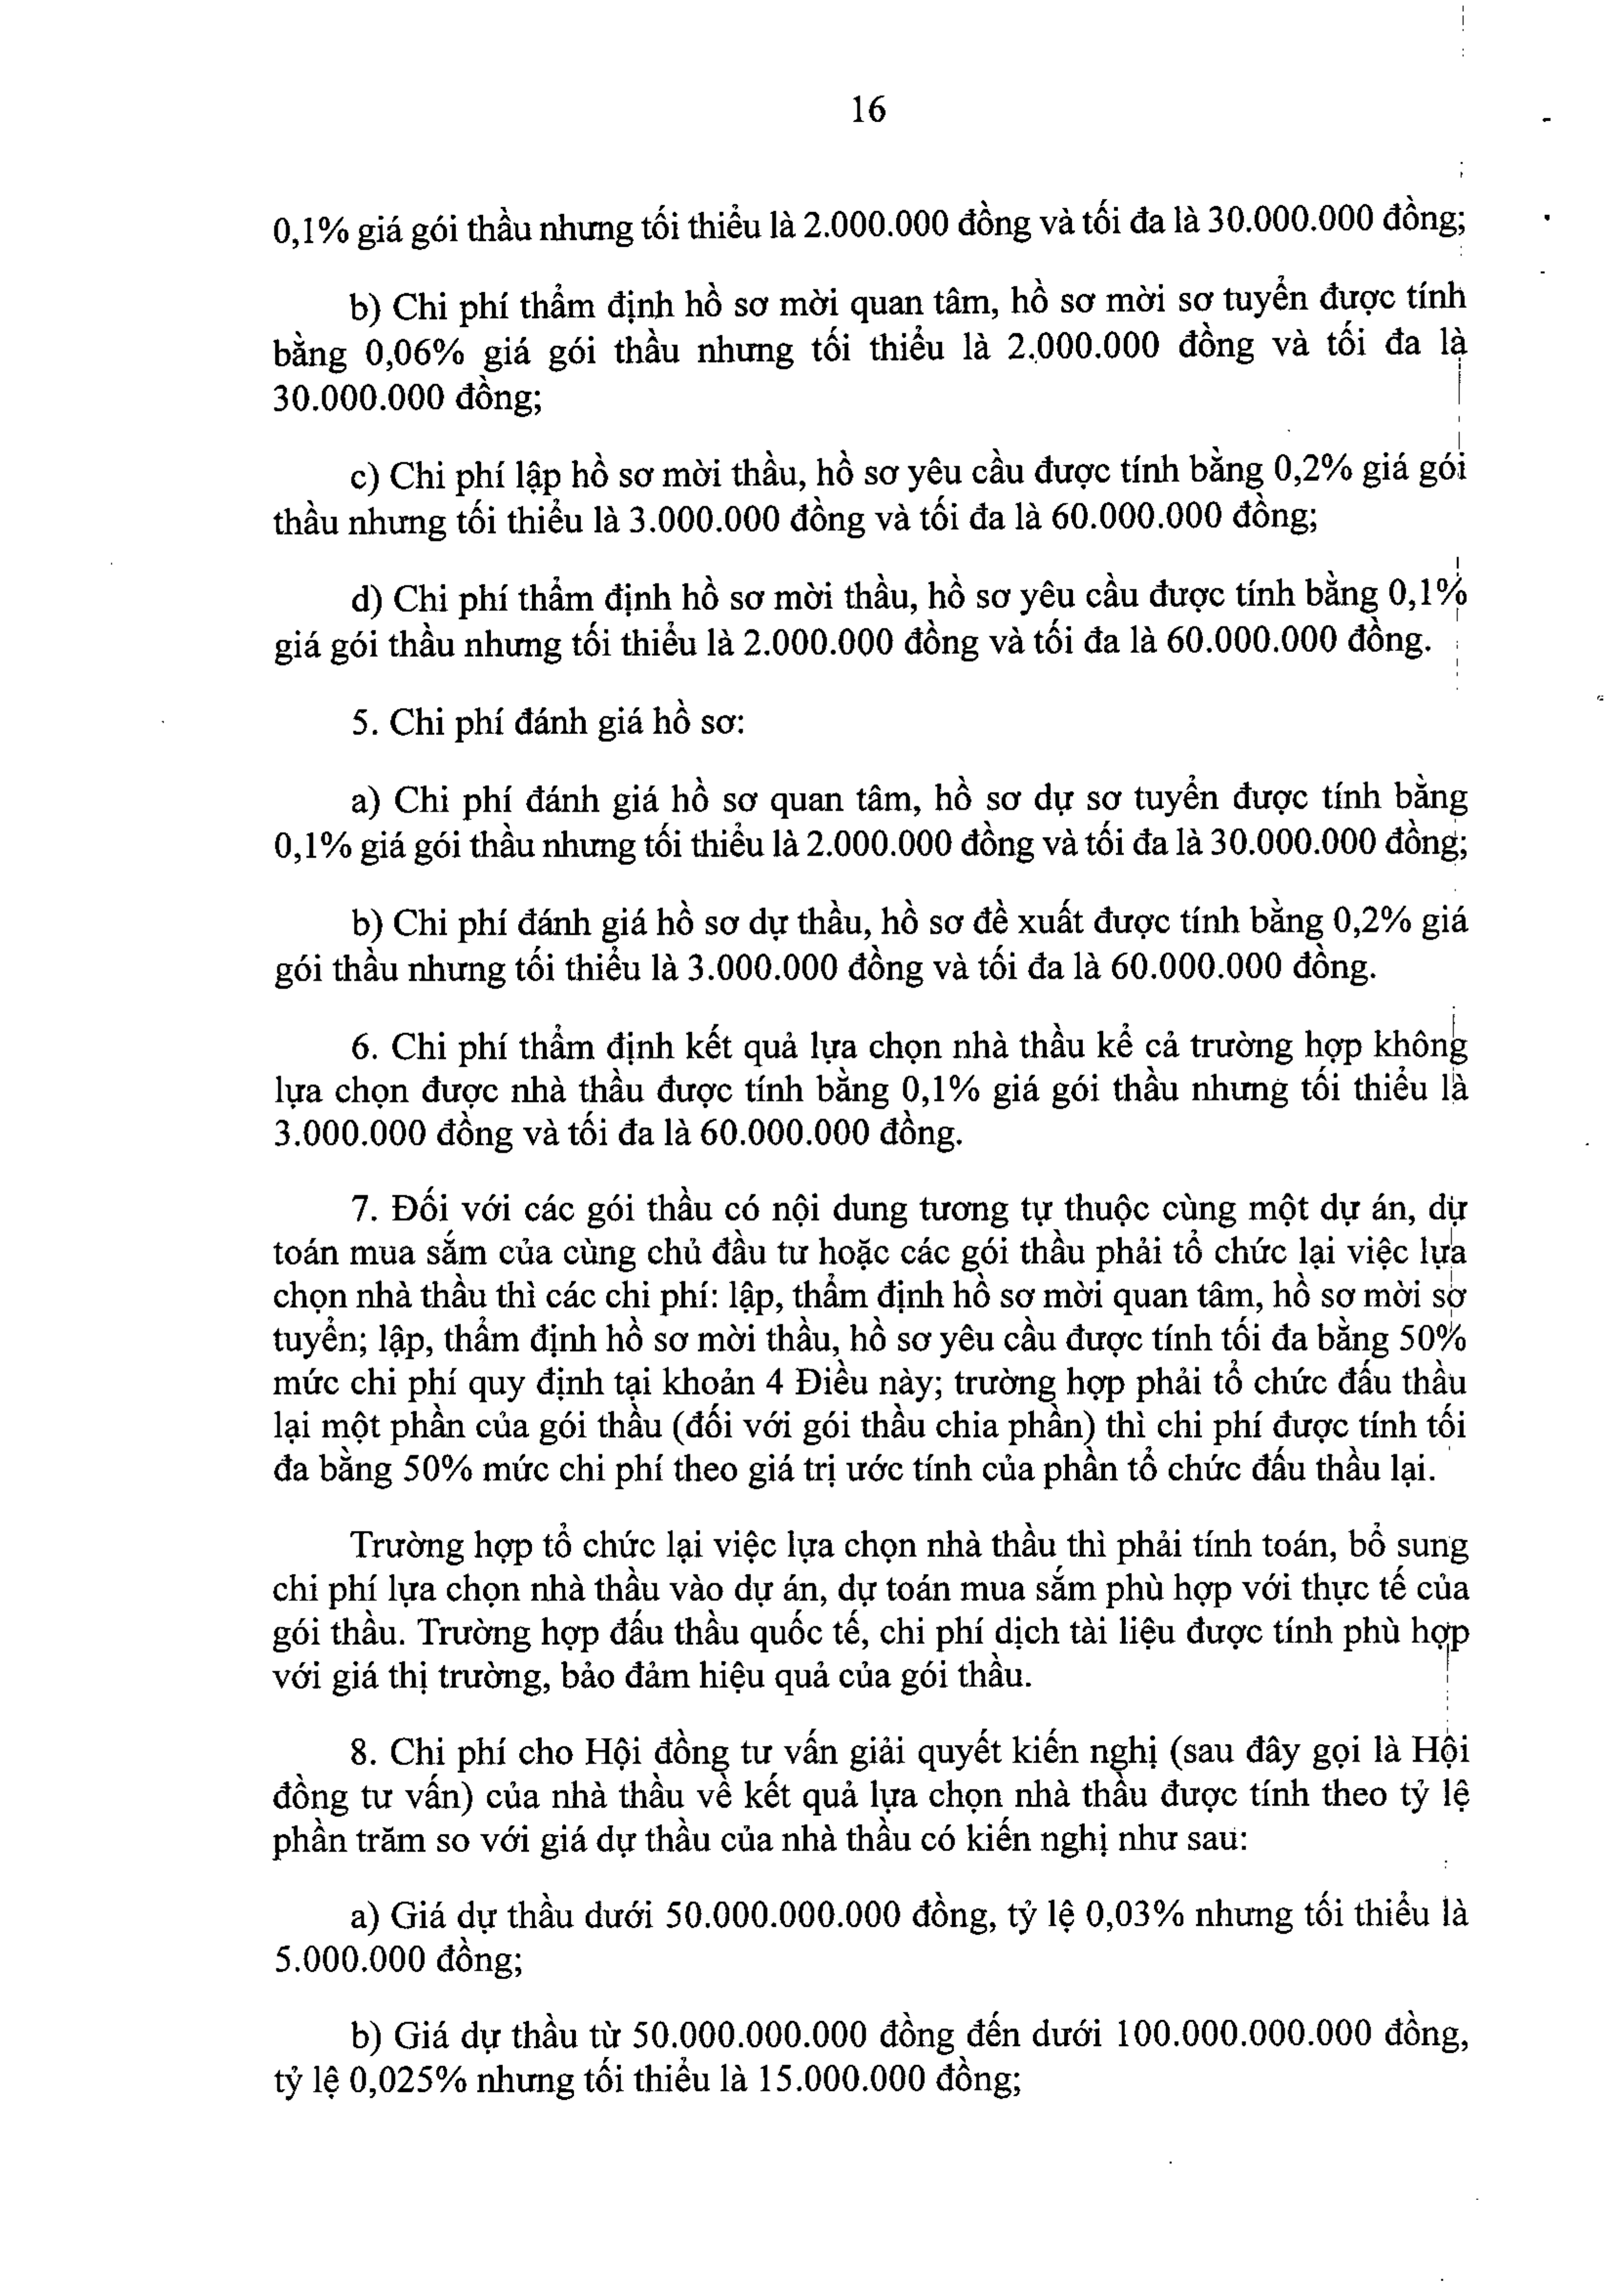 16
0,1% giá gói thầu nhưng tối thiểu là 2.000.000 đồng và tối đa là 30.000.000 đồng;
b) Chi phí thẩm định hồ sơ mời quan tâm, hồ sơ mời sơ tuyển được tính
bằng 0,06% giá gói thầu nhưng tối thiểu là 2.000.000 đồng và tối đa là
30.000.000 đồng;
c) Chi phí lập hồ sơ mời thầu, hồ sơ yêu cầu được tính bằng 0,2% giá gói
thầu nhưng tối thiểu là 3.000.000 đồng và tối đa là 60.000.000 đồng;
d) Chi phí thẩm định hồ sơ mời thầu, hồ sơ yêu cầu được tính bằng 0,1%
giá gói thầu nhưng tối thiểu là 2.000.000 đồng và tối đa là 60.000.000 đồng.
5. Chi phí đánh giá hồ sơ:
a) Chi phí đánh giá hồ sơ quan tâm, hồ sơ dự sơ tuyển được tính bằng
0,1% giá gói thầu nhưng tối thiểu là 2.000.000 đồng và tối đa là 30.000.000 đồng;
b) Chi phí đánh giá hồ sơ dự thầu, hồ sơ đề xuất được tính bằng 0,2% giá
gói thầu nhưng tối thiểu là 3.000.000 đồng và tối đa là 60.000.000 đồng.
6. Chi phí thẩm định kết quả lựa chọn nhà thầu kể cả trường hợp không
lựa chọn được nhà thầu được tính bằng 0,1% giá gói thầu nhưng tối thiểu là
3.000.000 đồng và tối đa là 60.000.000 đồng.
7. Đối với các gói thầu có nội dung tương tự thuộc cùng một dự án, dự
toán mua sắm của cùng chủ đầu tư hoặc các gói thầu phải tổ chức lại việc lựa
chọn nhà thầu thì các chi phí: lập, thẩm định hồ sơ mời quan tâm, hồ sơ mời sơ
tuyển; lập, thẩm định hồ sơ mời thầu, hồ sơ yêu cầu được tính tối đa bằng 50%
mức chi phí quy định tại khoản 4 Điều này; trường hợp phải tổ chức đấu thầu
lại một phần của gói thầu (đối với gói thầu chia phần) thì chi phí được tính tối
đa bằng 50% mức chi phí theo giá trị ước tính của phần tổ chức đấu thầu lại.
Trường hợp tổ chức lại việc lựa chọn nhà thầu thì phải tính toán, bổ sung
chi phí lựa chọn nhà thầu vào dự án, dự toán mua sắm phù hợp với thực tế của
gói thầu. Trường hợp đấu thầu quốc tế, chi phí dịch tài liệu được tính phù hợp
với giá thị trường, bảo đảm hiệu quả của gói thầu.
8. Chi phí cho Hội đồng tư vấn giải quyết kiến nghị (sau đây gọi là Hội
đồng tư vấn) của nhà thầu về kết quả lựa chọn nhà thầu được tính theo tỷ lệ
phần trăm so với giá dự thầu của nhà thầu có kiến nghị như sau:
a) Giá dự thầu dưới 50.000.000.000 đồng, tỷ lệ 0,03% nhưng tối thiểu là
5.000.000 đồng;
b) Giá dự thầu từ 50.000.000.000 đồng đến dưới 100.000.000.000 đồng,
tỷ lệ 0,025% nhưng tối thiểu là 15.000.000 đồng;